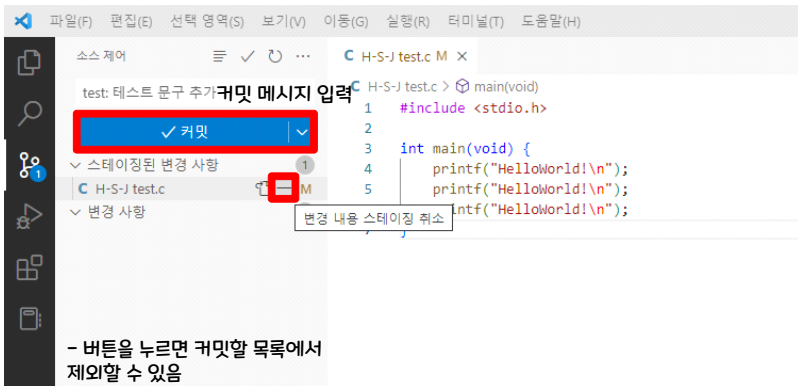 파일(F) 편집(E) 선택 영역(S) 보기(V) 이동(G) 실행(R) 터미널(T) 도움말(H)
소스 제어
C H-S-J test.c M ×
test: 테스트 문구 추가
커밋 메시지 입력
C H-S-J test.c > main(void)
✓ 커밋
스테이징된 변경 사항 1
C H-S-J test.c M
변경 사항
변경 내용 스테이징 취소
1 #include <stdio.h>
2
3 int main(void) {
4 printf("HelloWorld!\n");
5 printf("HelloWorld!\n");
intf("HelloWorld!\n");
}
1
- 버튼을 누르면 커밋할 목록에서
제외할 수 있음